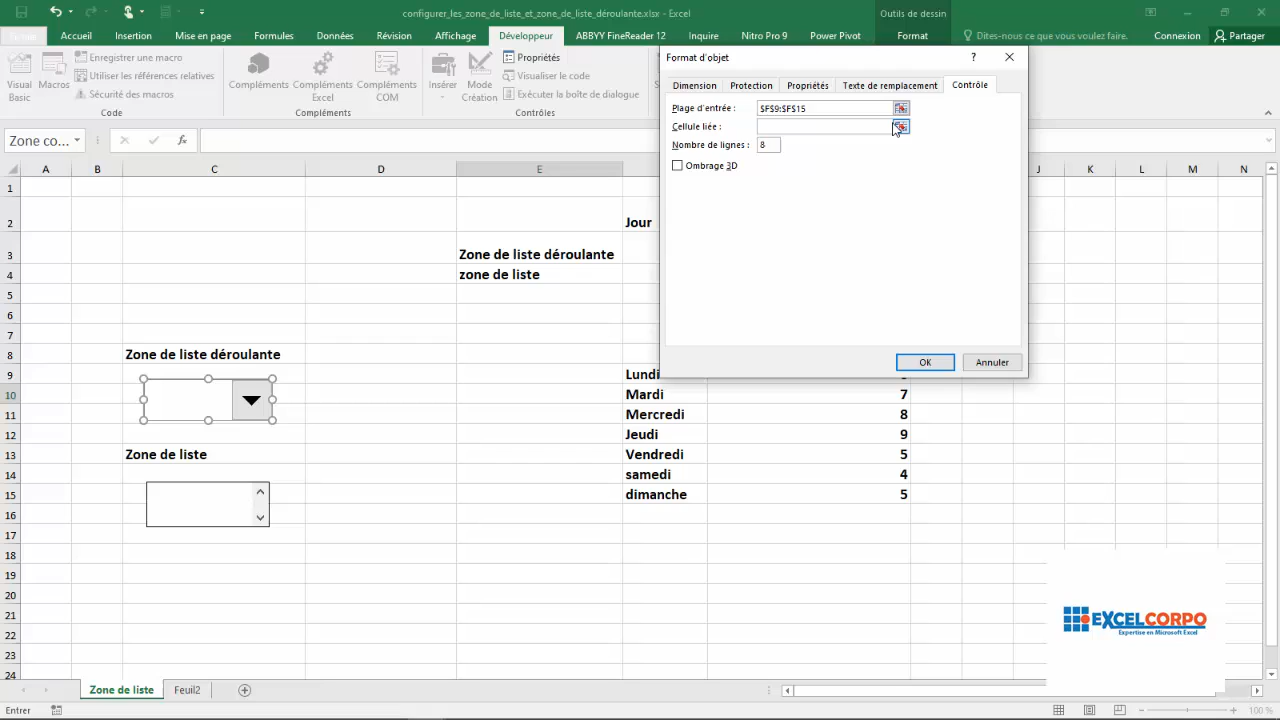 configurer_les_zone_de_liste_et_zone_de_liste_déroulante.xlsx - Excel
Outils de dessin
Accueil Insertion Mise en page Formules Données Révision Affichage Développeur ABBYY FineReader 12 Inquire Nitro Pro 9 Power Pivot Format Dites-nous ce que vous voulez faire. Connexion Partager
Visual Basic
Macros
Enregistrer une macro
Utiliser les références relatives
Sécurité des macros
Code
Compléments
Compléments Excel
Compléments COM
Compléments
Insérer
Mode Création
Propriétés
Visualiser le code
Exécuter la boîte de dialogue
Contrôles
Format d'objet ?
Dimension Protection Propriétés Texte de remplacement Contrôle
Plage d'entrée : $F$9:$F$15
Cellule liée :
Nombre de lignes : 8
Ombrage 3D
OK Annuler
Zone co... fx
A B C D E J K L M N
1
2 Jour
3 Zone de liste déroulante
4 zone de liste
5
6
7
8 Zone de liste déroulante
9 Lundi
10 Mardi 7
11 Mercredi 8
12 Jeudi 9
13 Zone de liste Vendredi 5
14 samedi 4
15 dimanche 5
16
17
18
19
20
21
22
23
24
EXCELCORPO
Expertise en Microsoft Excel
Zone de liste Feuil2
Entrer 100 %